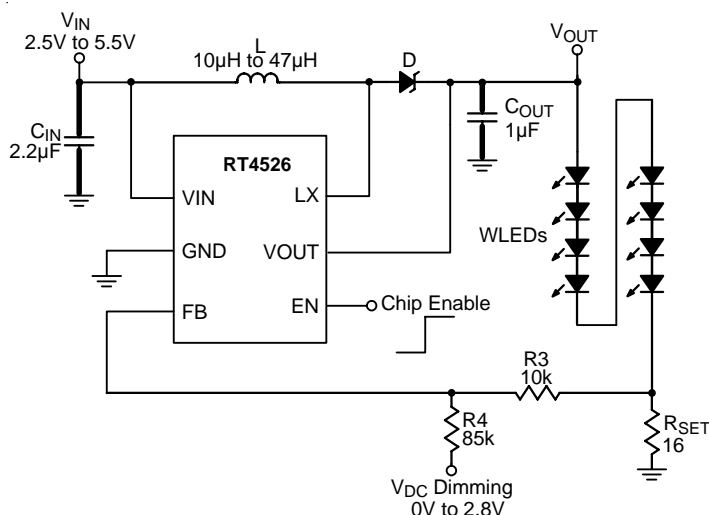 VIN
2.5V to 5.5V
L
10µH to 47µH
D
VOUT
CIN
2.2µF
COUT
1µF
RT4526
VIN
LX
GND
VOUT
WLEDs
FB
EN
Chip Enable
R3
10k
R4
85k
RSET
16
VDC Dimming
0V to 2.8V